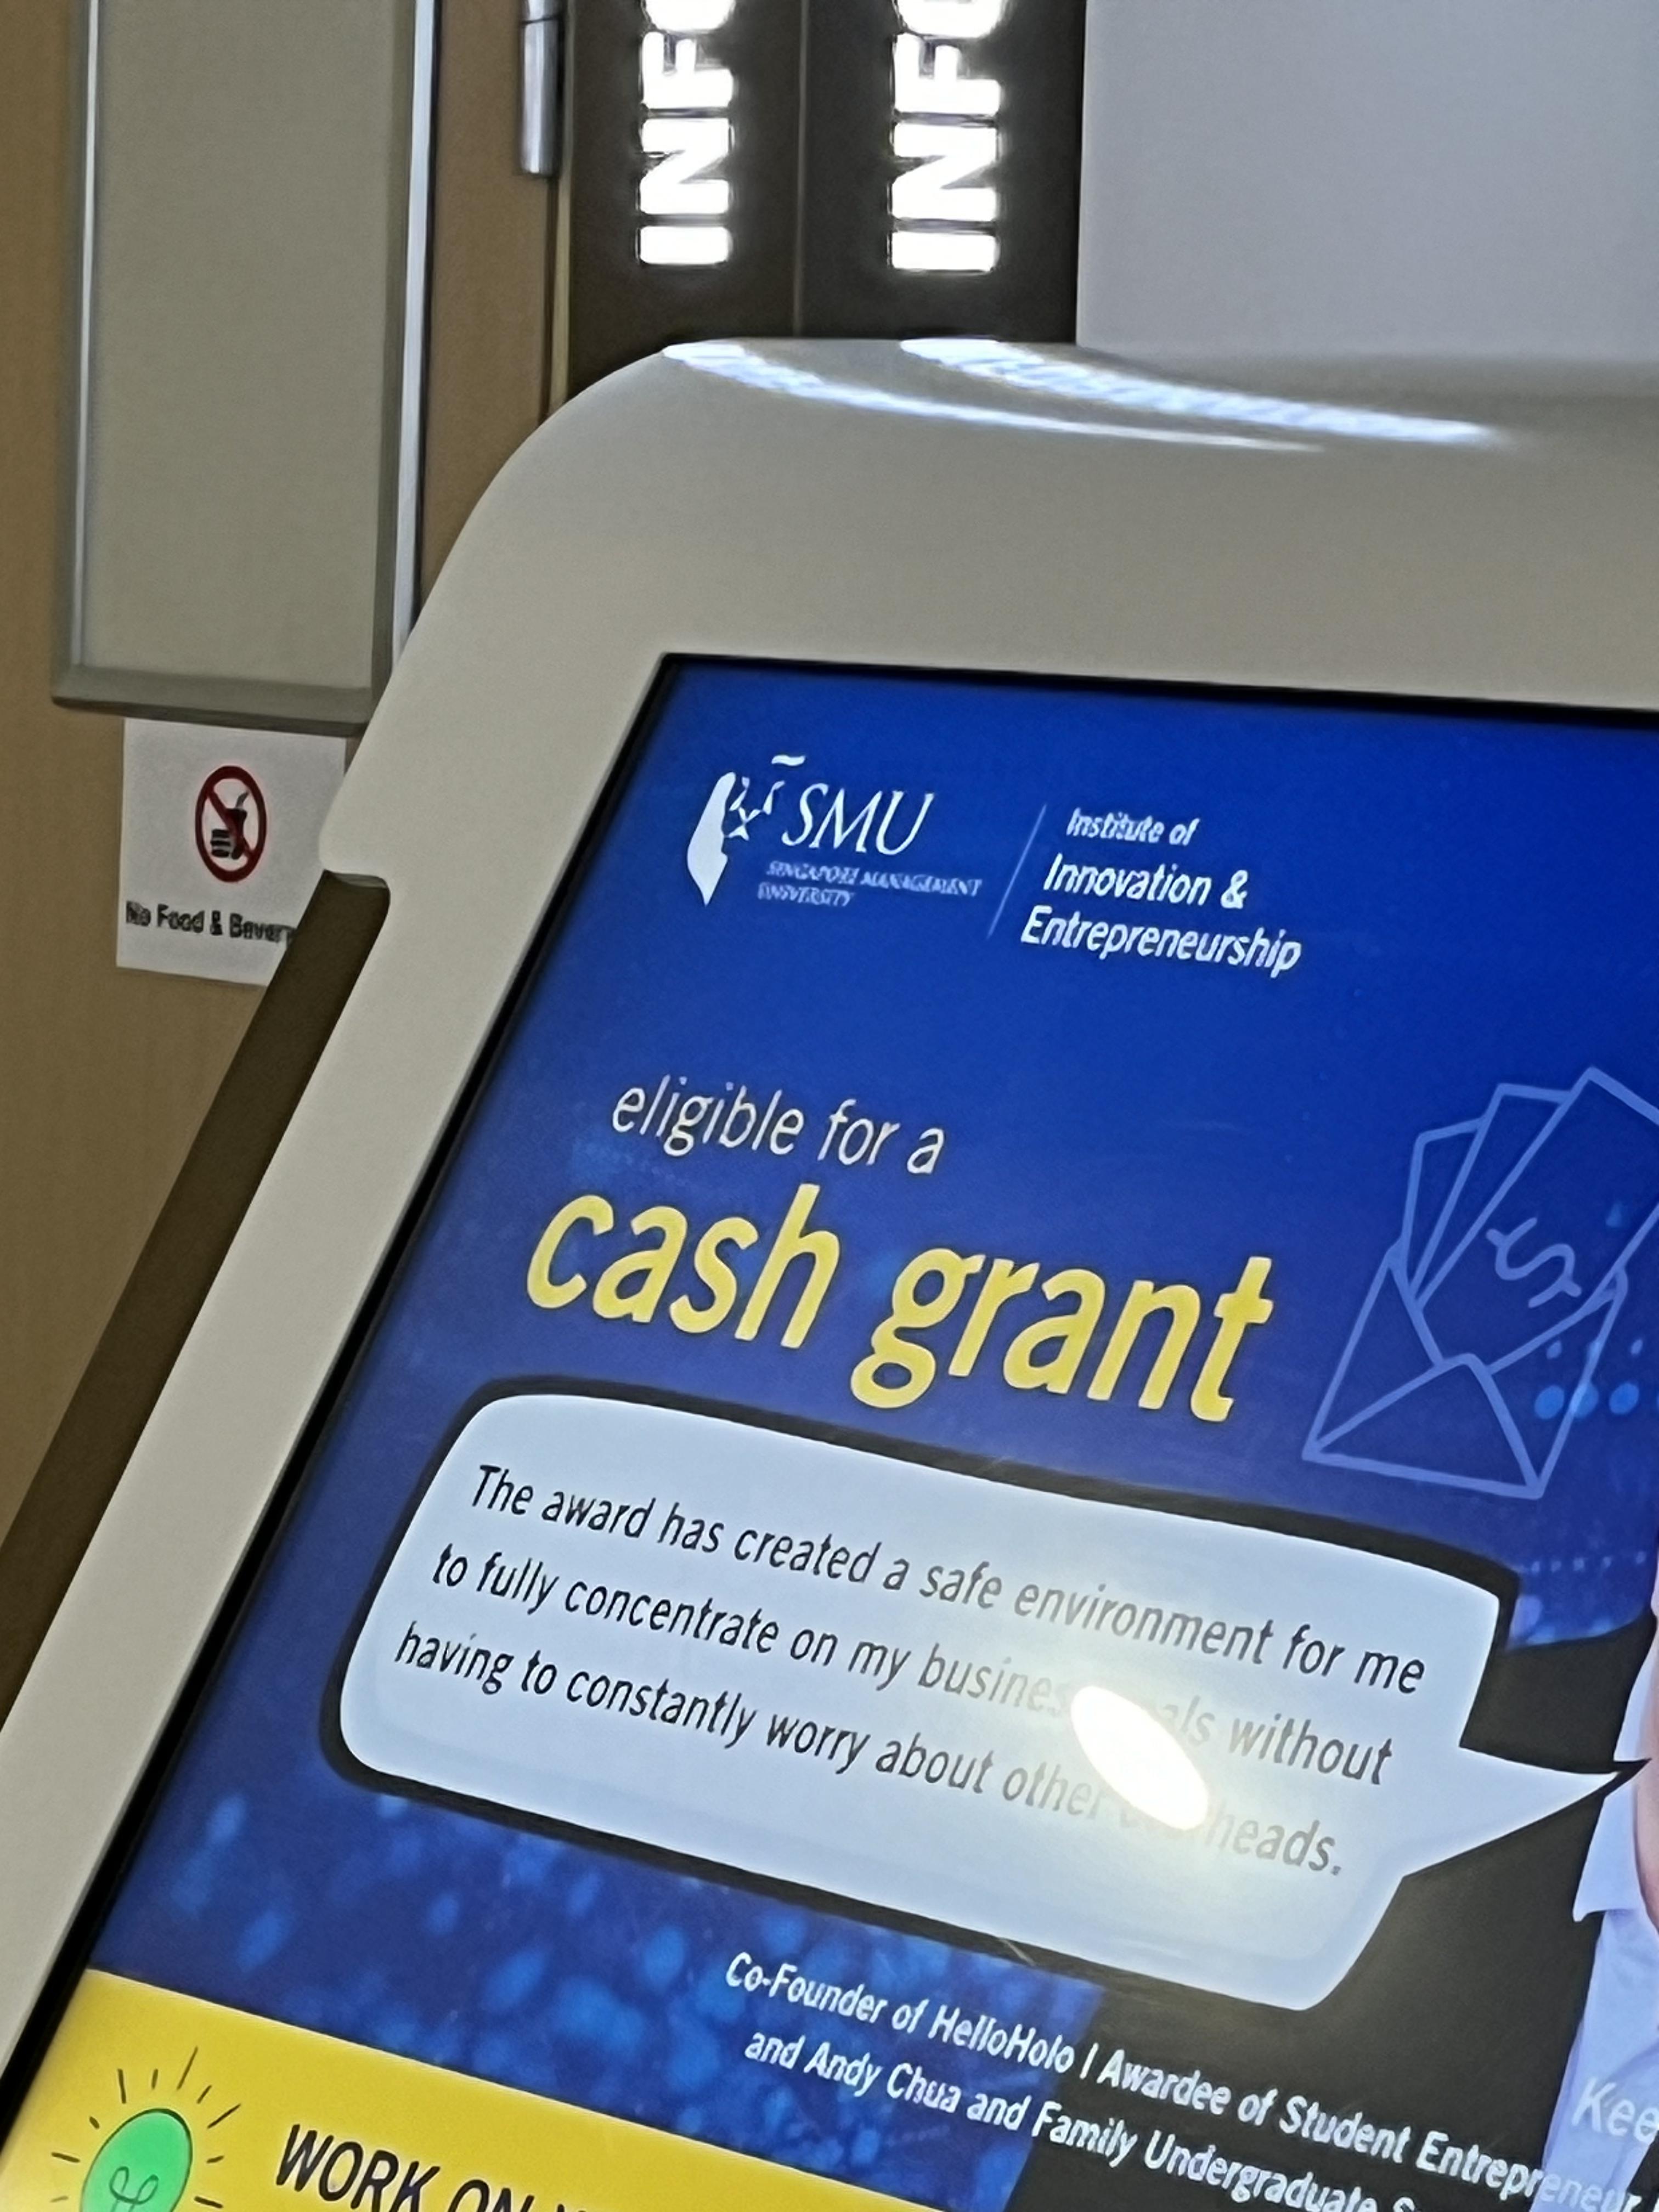 INFO
INFO
No Food & Bever
SMU
SINGAPORE MANAGEMENT
UNIVERSITY
Institute of
Innovation &
Entrepreneurship
eligible for a
cash grant
The award has created a safe environment for me
to fully concentrate on my busines als without
having to constantly worry about other heads.
Co-Founder of HelloHolo | Awardee of Student Entrepreneur
and Andy Chua and Family Undergraduate S
Kee
WORK ON